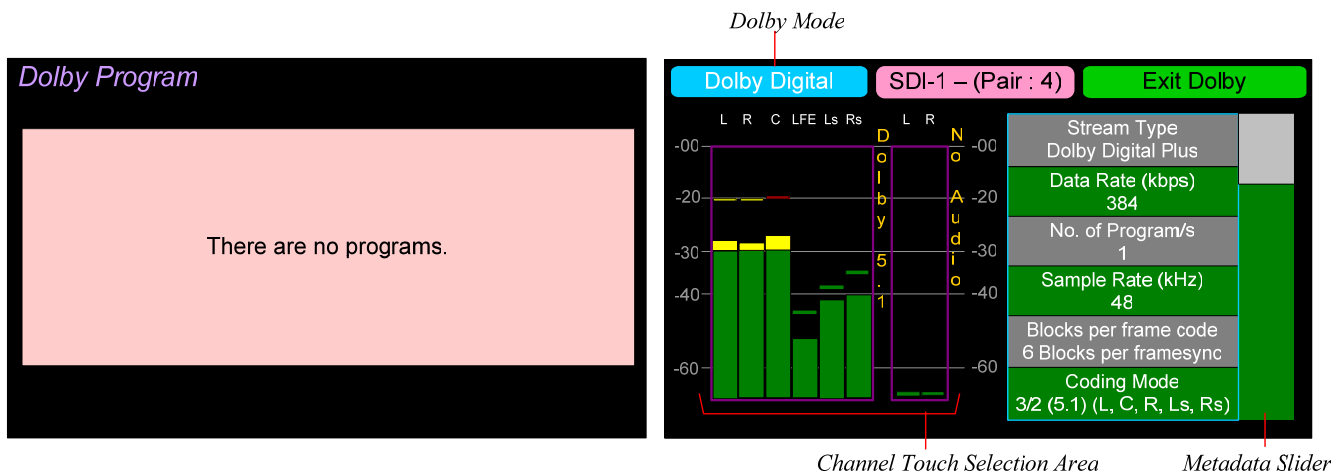 Dolby Mode
Dolby Program
There are no programs.
Dolby Digital
SDI-1 – (Pair : 4)
Exit Dolby
L R C LFE Ls Rs
L R
-00
-20
-30
-40
-60
Dolby 5.1
No Audio
-00
-20
-30
-40
-60
Stream Type
Dolby Digital Plus
Data Rate (kbps)
384
No. of Program/s
1
Sample Rate (kHz)
48
Blocks per frame code
6 Blocks per framesync
Coding Mode
3/2 (5.1) (L, C, R, Ls, Rs)
Channel Touch Selection Area
Metadata Slider